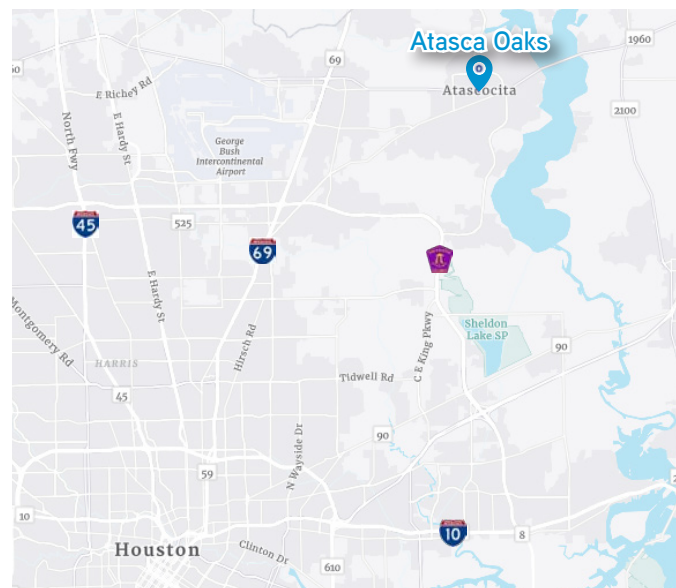 Atasca Oaks
69
1960
60
E Richey Rd
Atascocita
2100
North Fwy
E Hardy St
George
Bush
Intercontinental
Airport
45
525
69
E Hardy St
Montgomery Rd
Hirsch Rd
Sheldon
Lake SP
C E King Pkwy
90
HARRIS
45
Tidwell Rd
90
N Wayside Dr
59
10
10
8
Houston
Clinton Dr
610